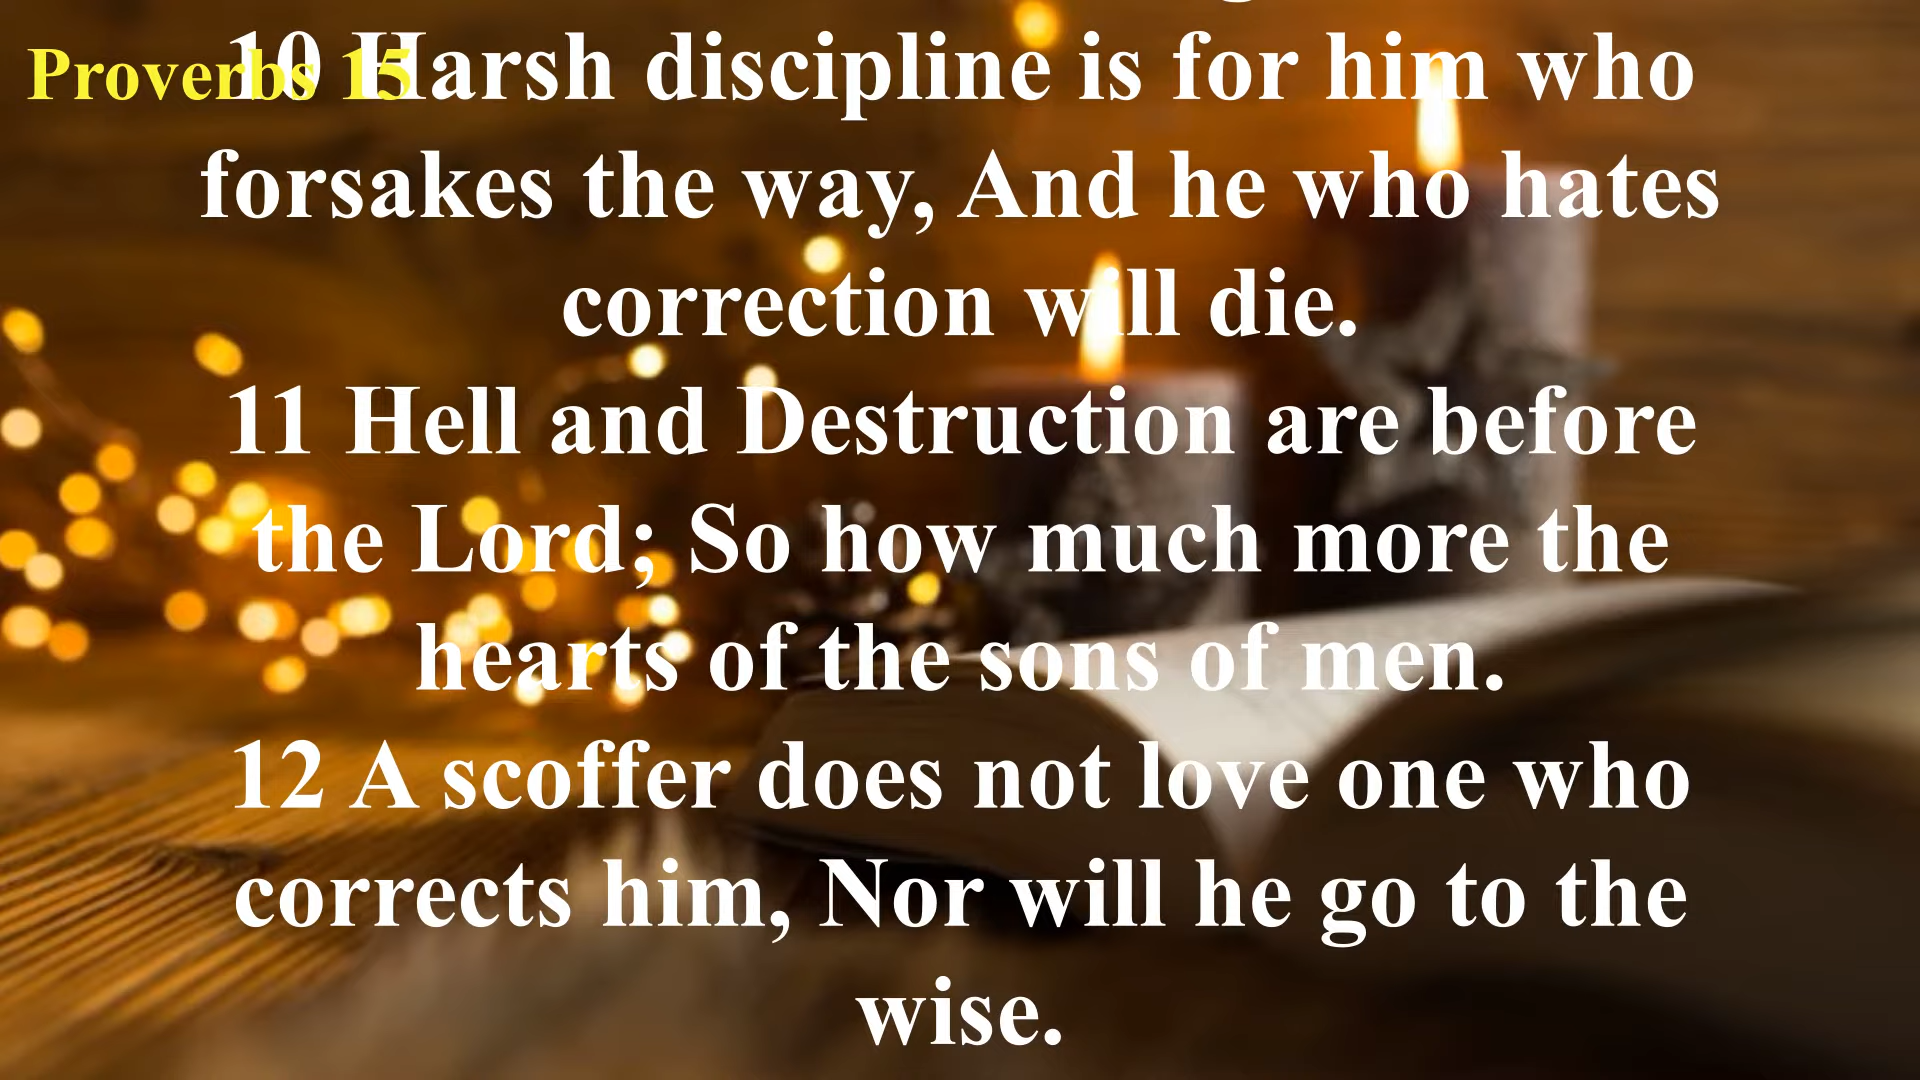 Proverbs 15
10 Harsh discipline is for him who
forsakes the way, And he who hates
correction will die.
11 Hell and Destruction are before
the Lord; So how much more the
hearts of the sons of men.
12 A scoffer does not love one who
corrects him, Nor will he go to the
wise.